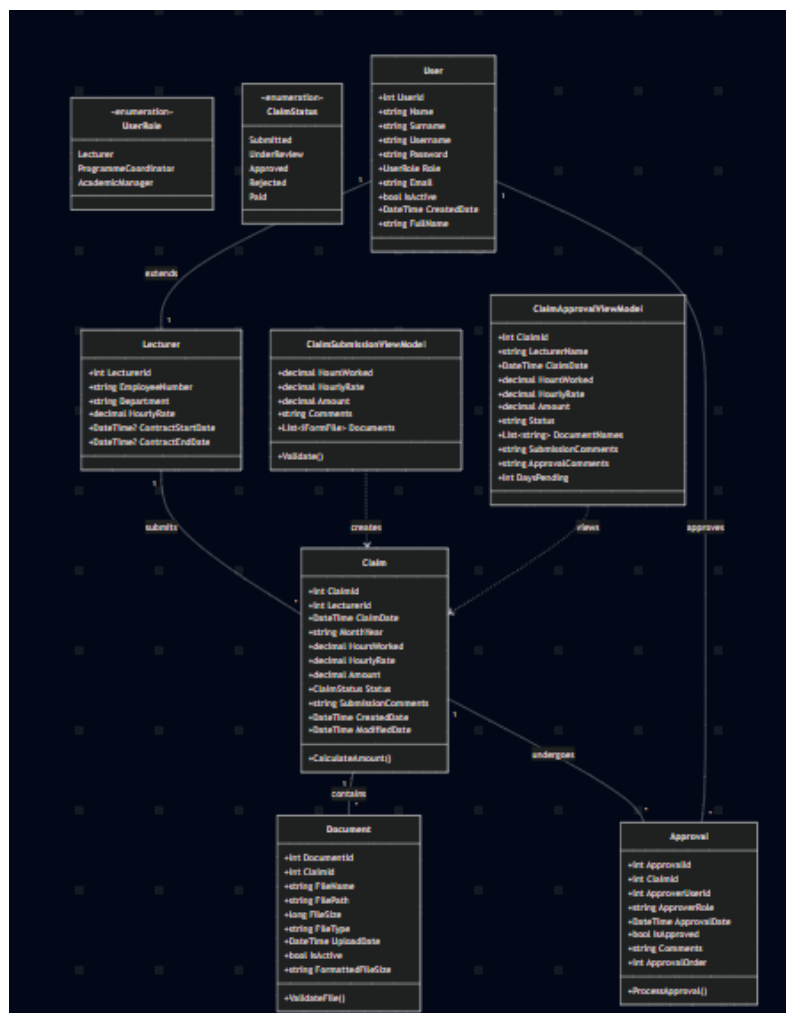 User
+int UserId
+string Name
+string Surname
+string Username
+string Password
+UserRole Role
+string Email
+bool IsActive
+DateTime CreatedDate
+string FullName
«enumeration»
ClaimStatus
Submitted
UnderReview
Approved
Rejected
Paid
«enumeration»
UserRole
Lecturer
ProgrammeCoordinator
AcademicManager
1
1
extends
1
Lecturer
+int LecturerId
+string EmployeeNumber
+string Department
+decimal HourlyRate
+DateTime? ContractStartDate
+DateTime? ContractEndDate
ClaimSubmissionViewModel
+decimal HoursWorked
+decimal HourlyRate
+decimal Amount
+string Comments
+List<IFormFile> Documents
+Validate()
ClaimApprovalViewModel
+int ClaimId
+string LecturerName
+DateTime ClaimDate
+decimal HoursWorked
+decimal HourlyRate
+decimal Amount
+string Status
+List<string> DocumentNames
+string SubmissionComments
+string ApprovalComments
+int DaysPending
1
submits
creates
views
approves
*
Claim
+int ClaimId
+int LecturerId
+DateTime ClaimDate
+string MonthYear
+decimal HoursWorked
+decimal HourlyRate
+decimal Amount
+ClaimStatus Status
+string SubmissionComments
+DateTime CreatedDate
+DateTime ModifiedDate
+CalculateAmount()
1
undergoes
1
contains
*
*
*
Document
+int DocumentId
+int ClaimId
+string FileName
+string FilePath
+long FileSize
+string FileType
+DateTime UploadDate
+bool IsActive
+string FormattedFileSize
+ValidateFile()
Approval
+int ApprovalId
+int ClaimId
+int ApproverUserId
+string ApproverRole
+DateTime ApprovalDate
+bool IsApproved
+string Comments
+int ApprovalOrder
+ProcessApproval()